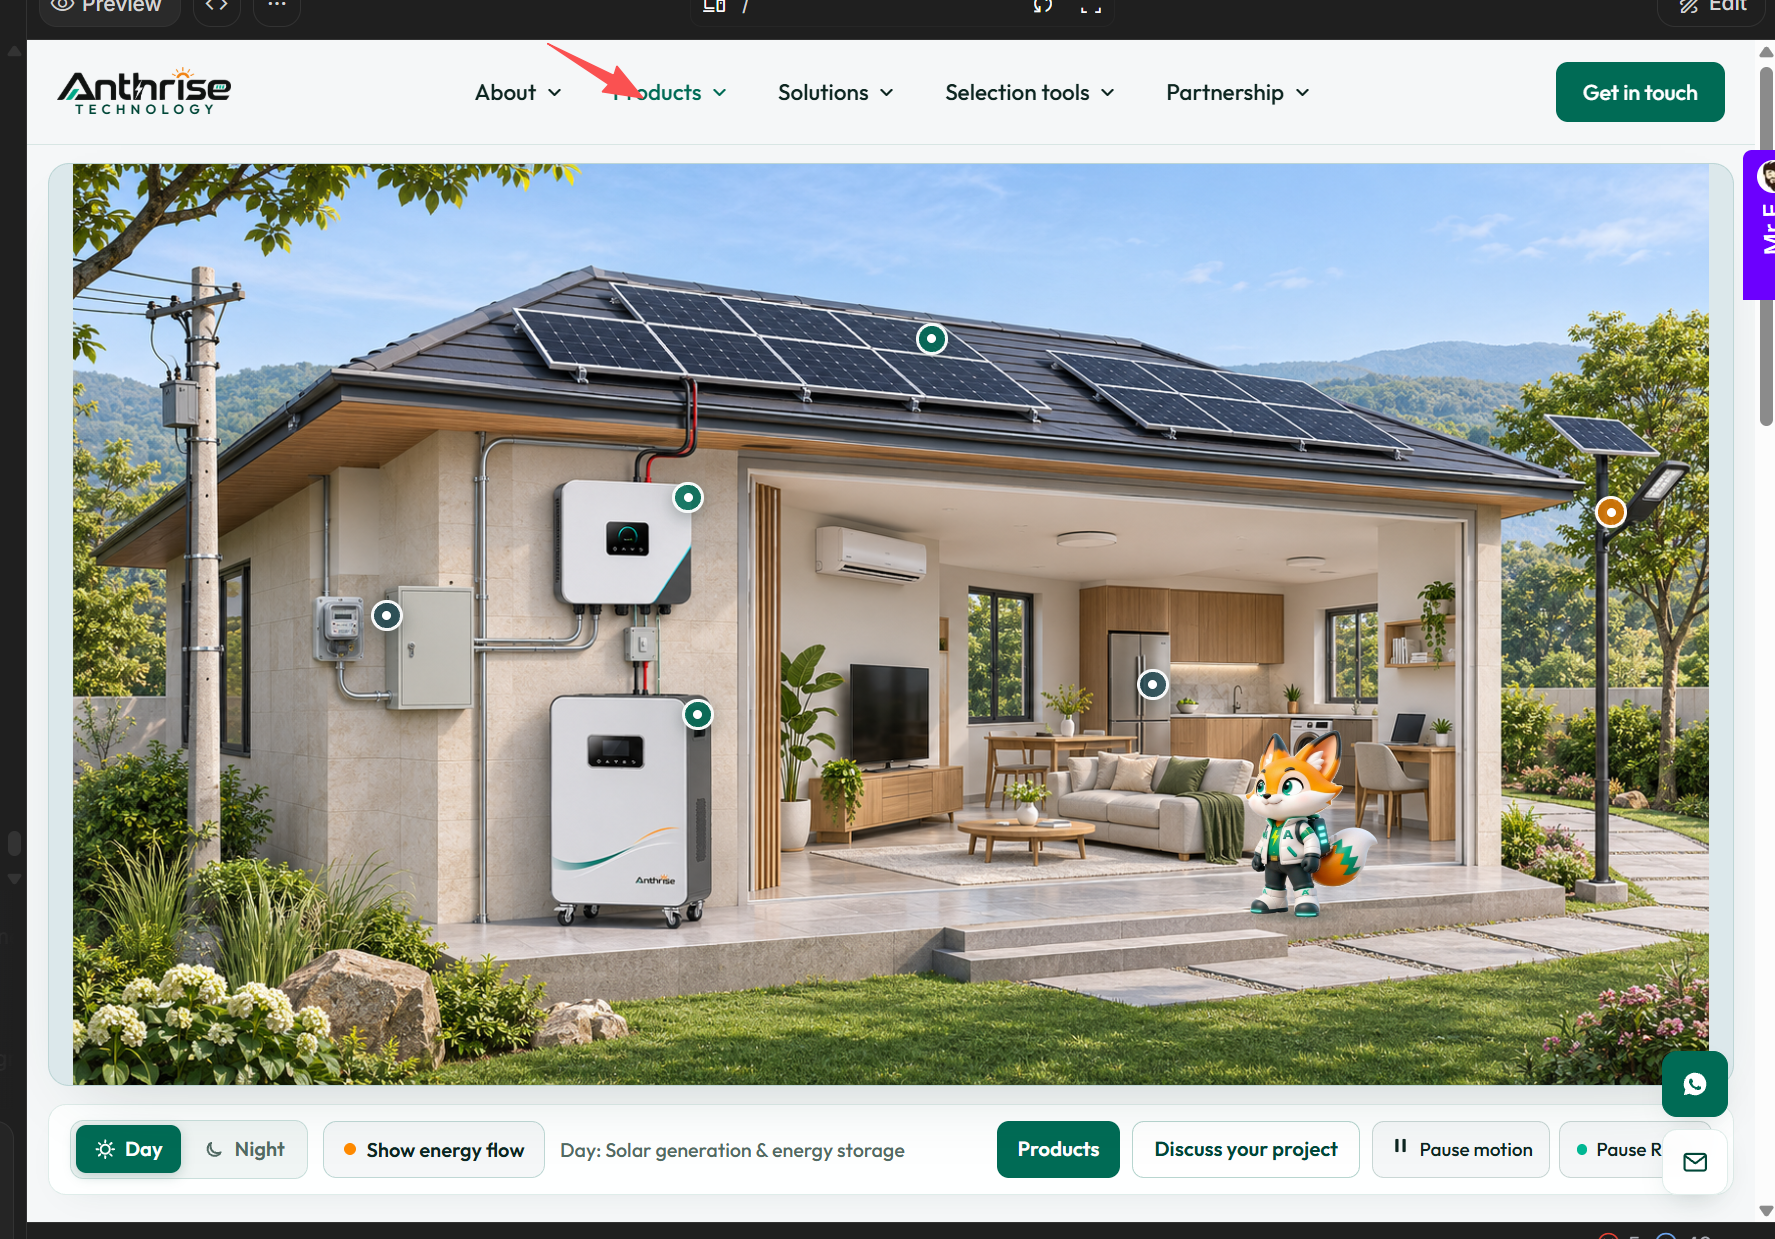 Preview
/
Edit
Anthrise
TECHNOLOGY
About
Products
Solutions
Selection tools
Partnership
Get in touch
Anthrise
A
Day
Night
Show energy flow
Day: Solar generation & energy storage
Products
Discuss your project
Pause motion
Pause R